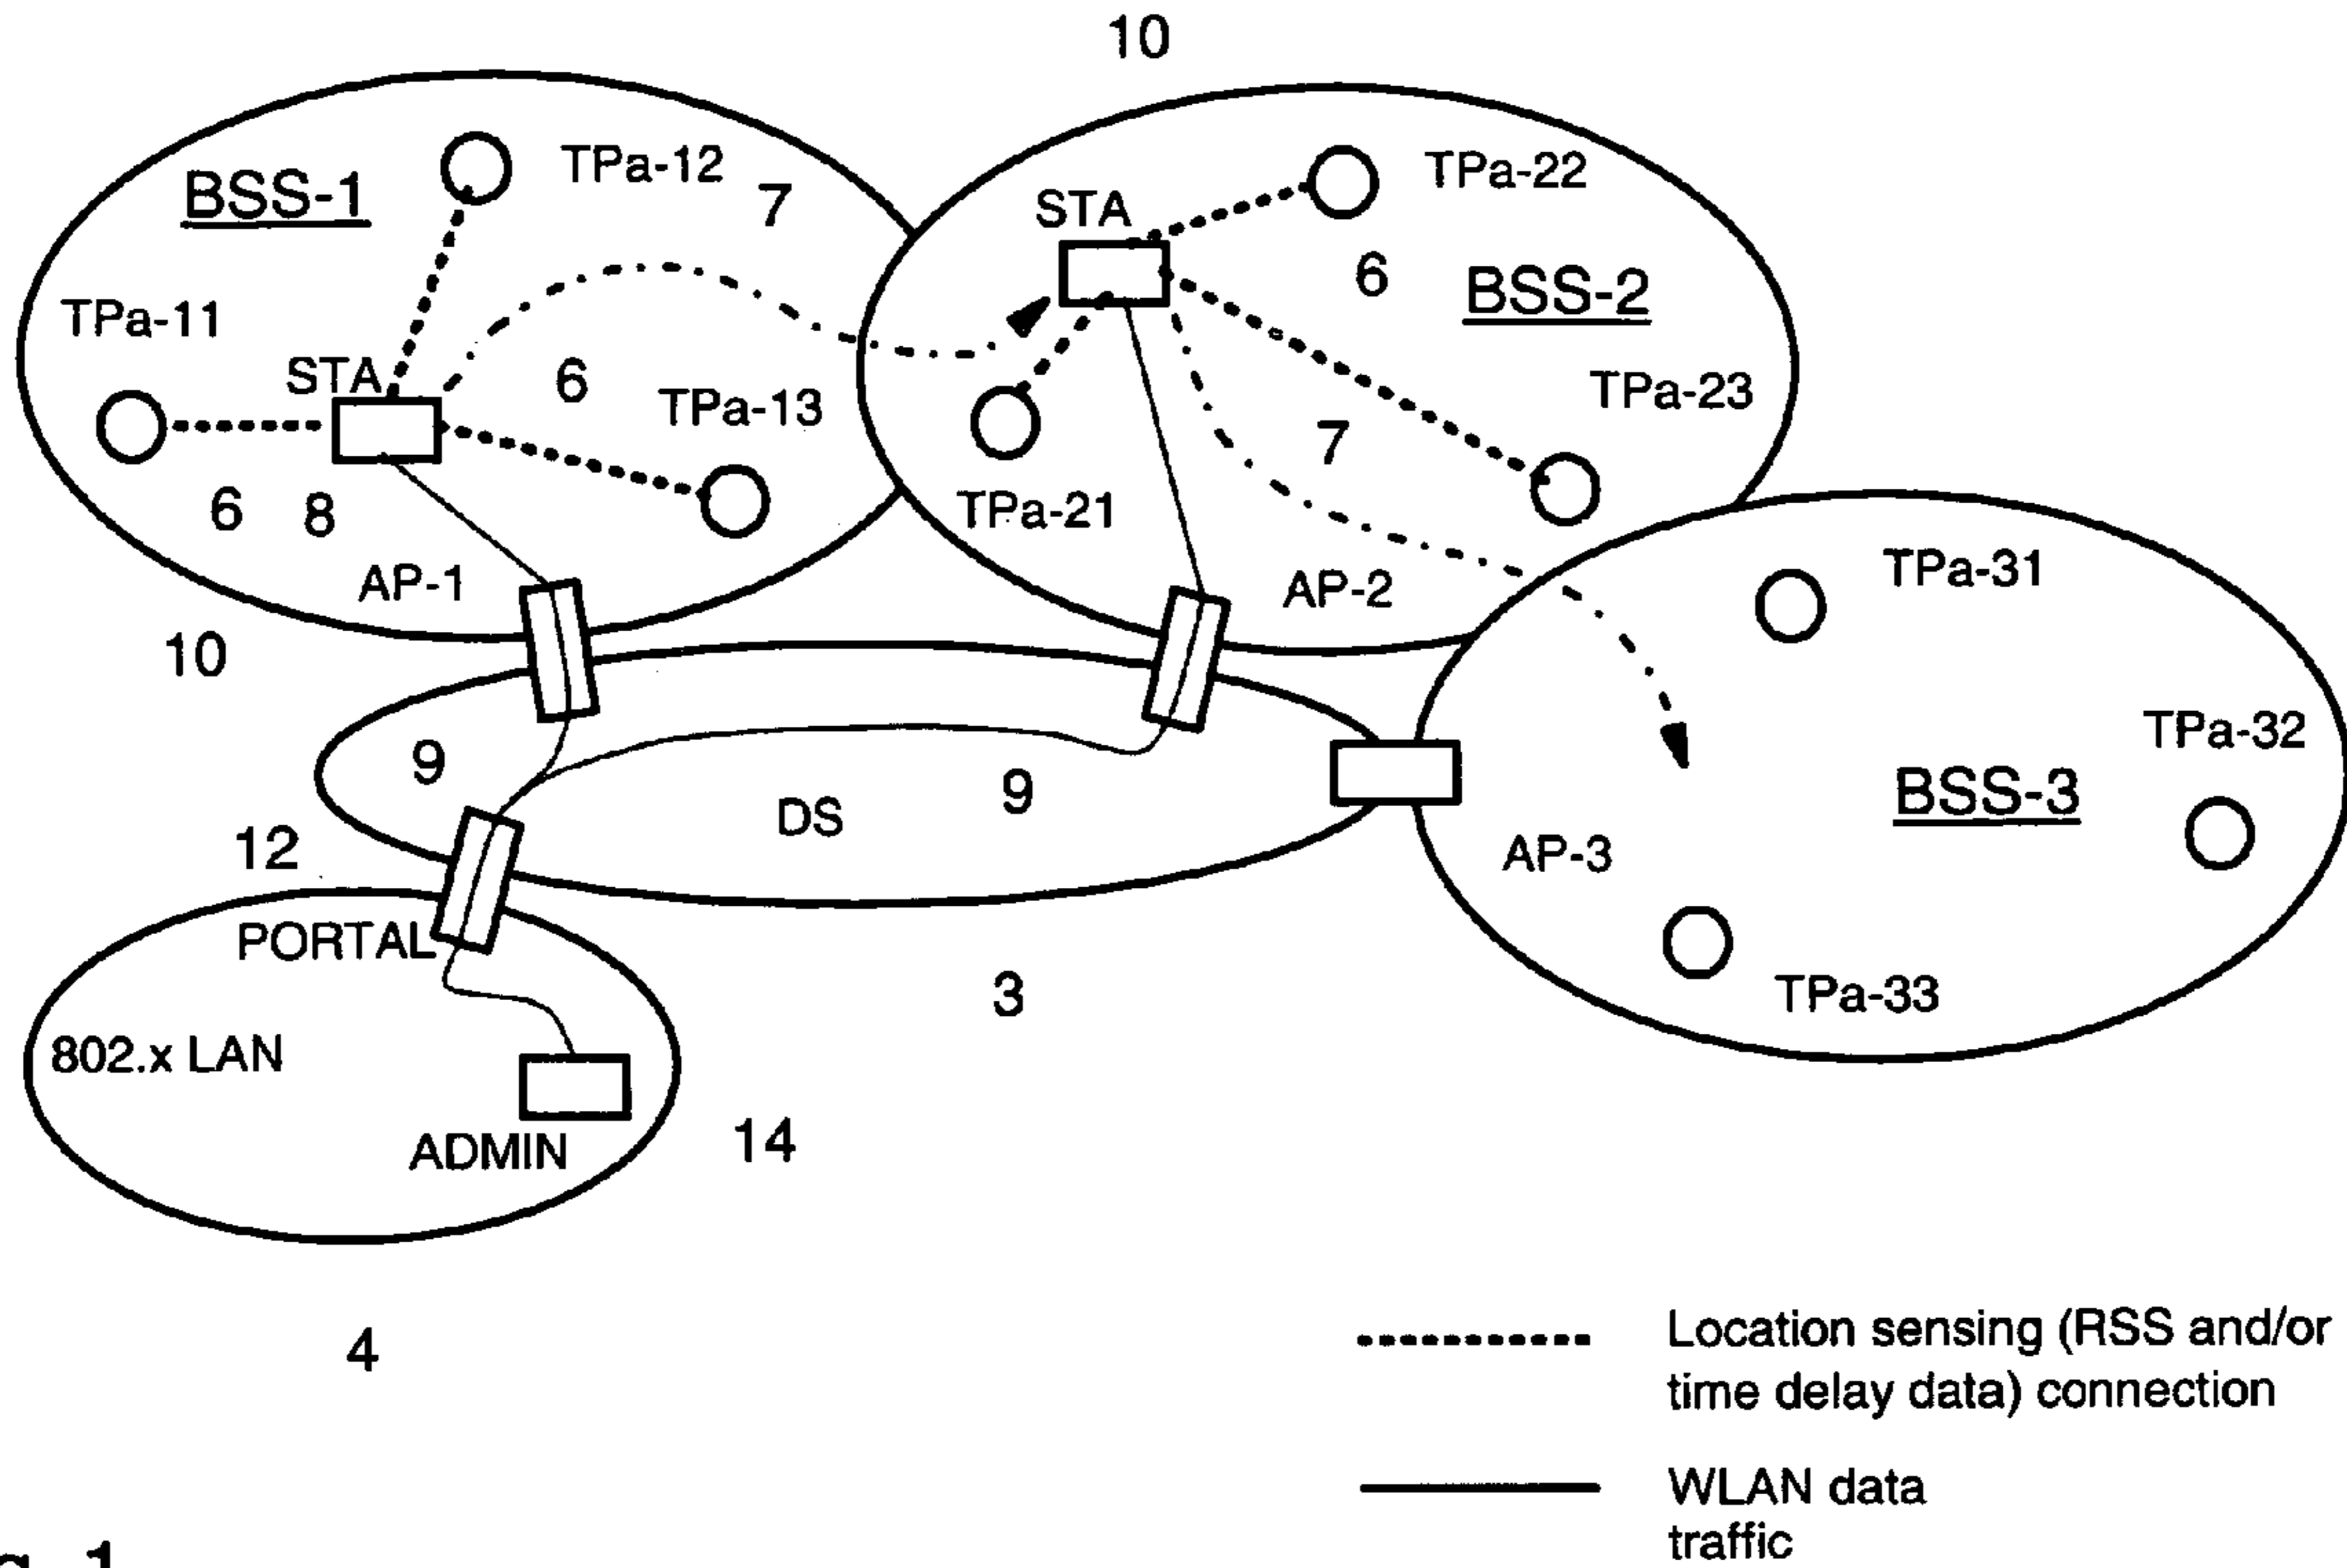 10
TPa-12
7
BSS-1
TPa-22
STA
6
BSS-2
TPa-11
STA
6
TPa-13
TPa-23
7
6 8
TPa-21
AP-1
AP-2
TPa-31
10
TPa-32
9
9
BSS-3
DS
12
AP-3
PORTAL
3
TPa-33
802.x LAN
14
ADMIN
4
Location sensing (RSS and/or
time delay data) connection
WLAN data
traffic
1